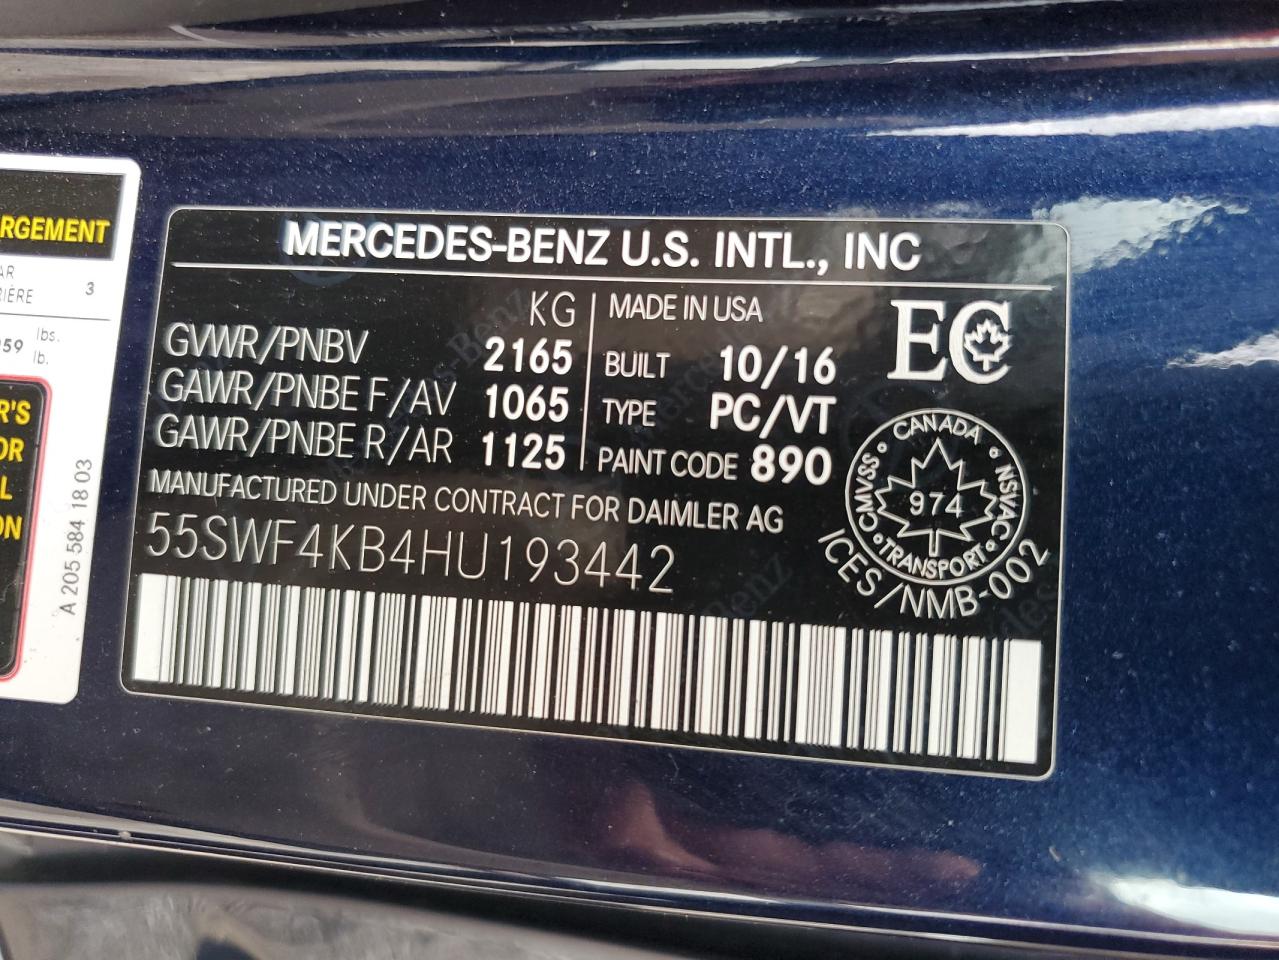 RGEMENT
AR
RIÈRE 3
959 lbs.
lb.
R'S
OR
L
ON
A 205 584 18 03
MERCEDES-BENZ U.S. INTL., INC
KG
GVWR/PNBV 2165
GAWR/PNBE F/AV 1065
GAWR/PNBE R/AR 1125
MADE IN USA
BUILT 10/16
TYPE PC/VT
PAINT CODE 890
MANUFACTURED UNDER CONTRACT FOR DAIMLER AG
55SWF4KB4HU193442
EC
CANADA
CMVSS
974
NSVAC
TRANSPORT
ICES/NMB-002